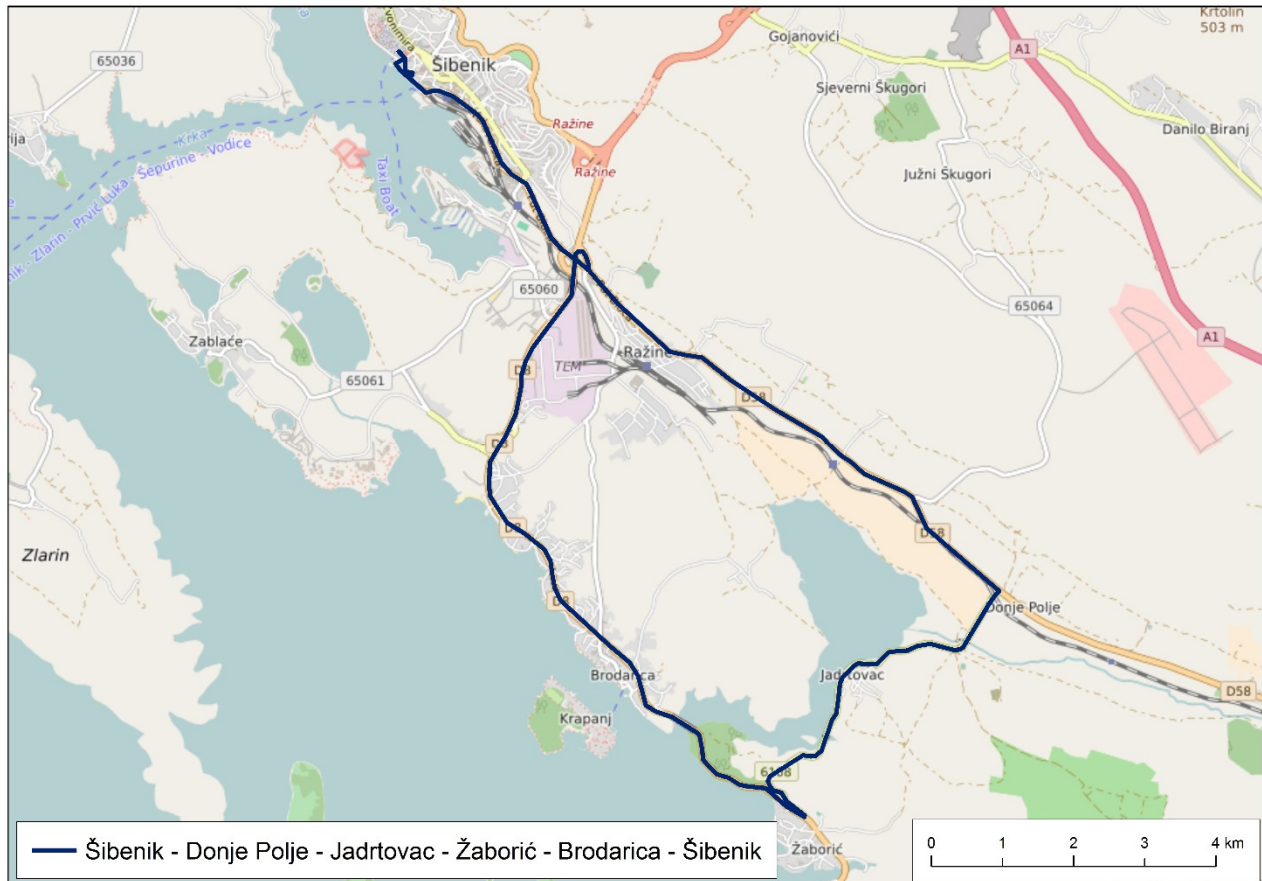 Krtolin
503 m
vonimira
Gojanovići
A1
65036
Šibenik
Sjeverni Škugori
Ražine
Danilo Biranj
Krka
Južni Škugori
Ražine
nik - Zlarin - Prvić Luka - Šepurine - Vodice
Taxi Boat
65060
65064
Zablaće
Ražine
A1
TEM
D8
65061
D58
D8
D8
D58
Zlarin
D8
Donje Polje
Brodarica
Jadrtovac
D58
Krapanj
6108
Žaborić
Šibenik - Donje Polje - Jadrtovac - Žaborić - Brodarica - Šibenik
0 1 2 3 4 km